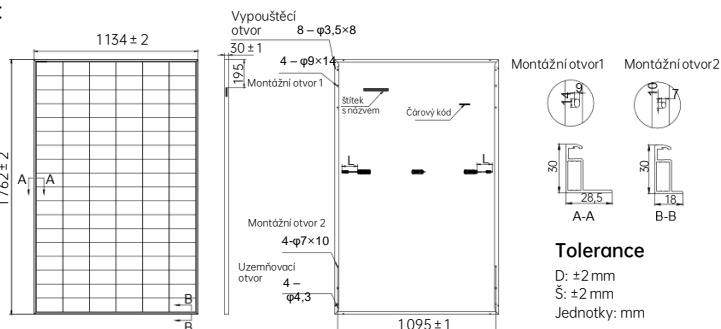 1134±2
1762±2
A
A
B
B
Vypouštěcí
otvor
8 – φ3,5×8
30±1
19.5
4 – φ9×14
Montážní otvor 1
štítek
s názvem
Čárový kód
L
L
Montážní otvor 2
4-φ7×10
Uzemňovací
otvor
4 –
φ4,3
1095±1
Montážní otvor1
Montážní otvor2
14
9
10
7
30
28,5
A-A
30
18
B-B
Tolerance
D: ±2 mm
Š: ±2 mm
Jednotky: mm